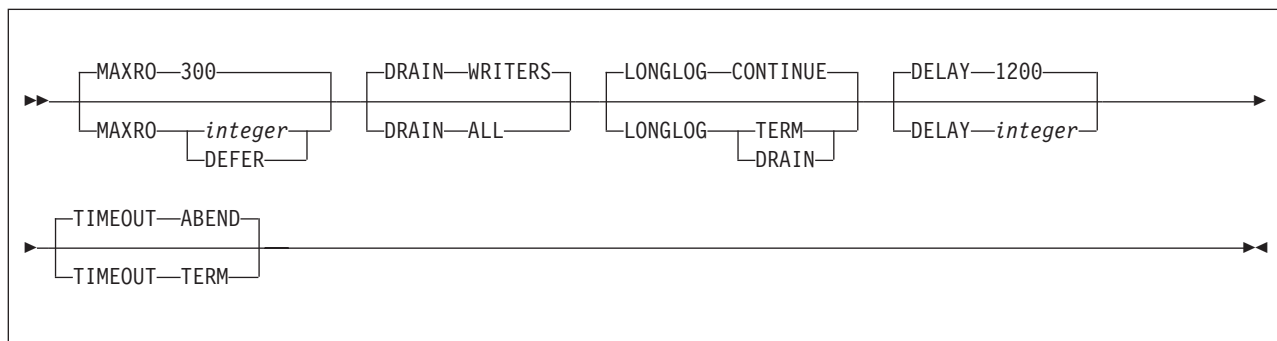 MAXRO 300 DRAIN WRITERS LONGLOG CONTINUE DELAY 1200
MAXRO integer DRAIN ALL LONGLOG TERM DELAY integer
DEFER DRAIN
TIMEOUT ABEND
TIMEOUT TERM